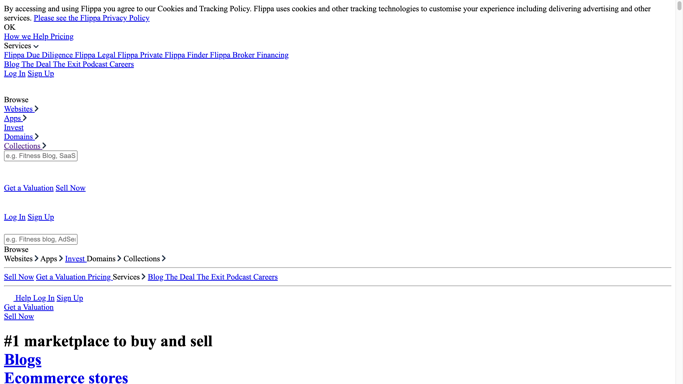 By accessing and using Flippa you agree to our Cookies and Tracking Policy. Flippa uses cookies and other tracking technologies to customise your experience including delivering advertising and other
services. Please see the Flippa Privacy Policy
OK
How we Help Pricing
Services
Flippa Due Diligence Flippa Legal Flippa Private Flippa Finder Flippa Broker Financing
Blog The Deal The Exit Podcast Careers
Log In Sign Up
Browse
Websites
Apps
Invest
Domains
Collections
e.g. Fitness Blog, SaaS
Get a Valuation Sell Now
Log In Sign Up
e.g. Fitness blog, AdSe
Browse
Websites Apps Invest Domains Collections
Sell Now Get a Valuation Pricing Services Blog The Deal The Exit Podcast Careers
Help Log In Sign Up
Get a Valuation
Sell Now
#1 marketplace to buy and sell
Blogs
Ecommerce stores